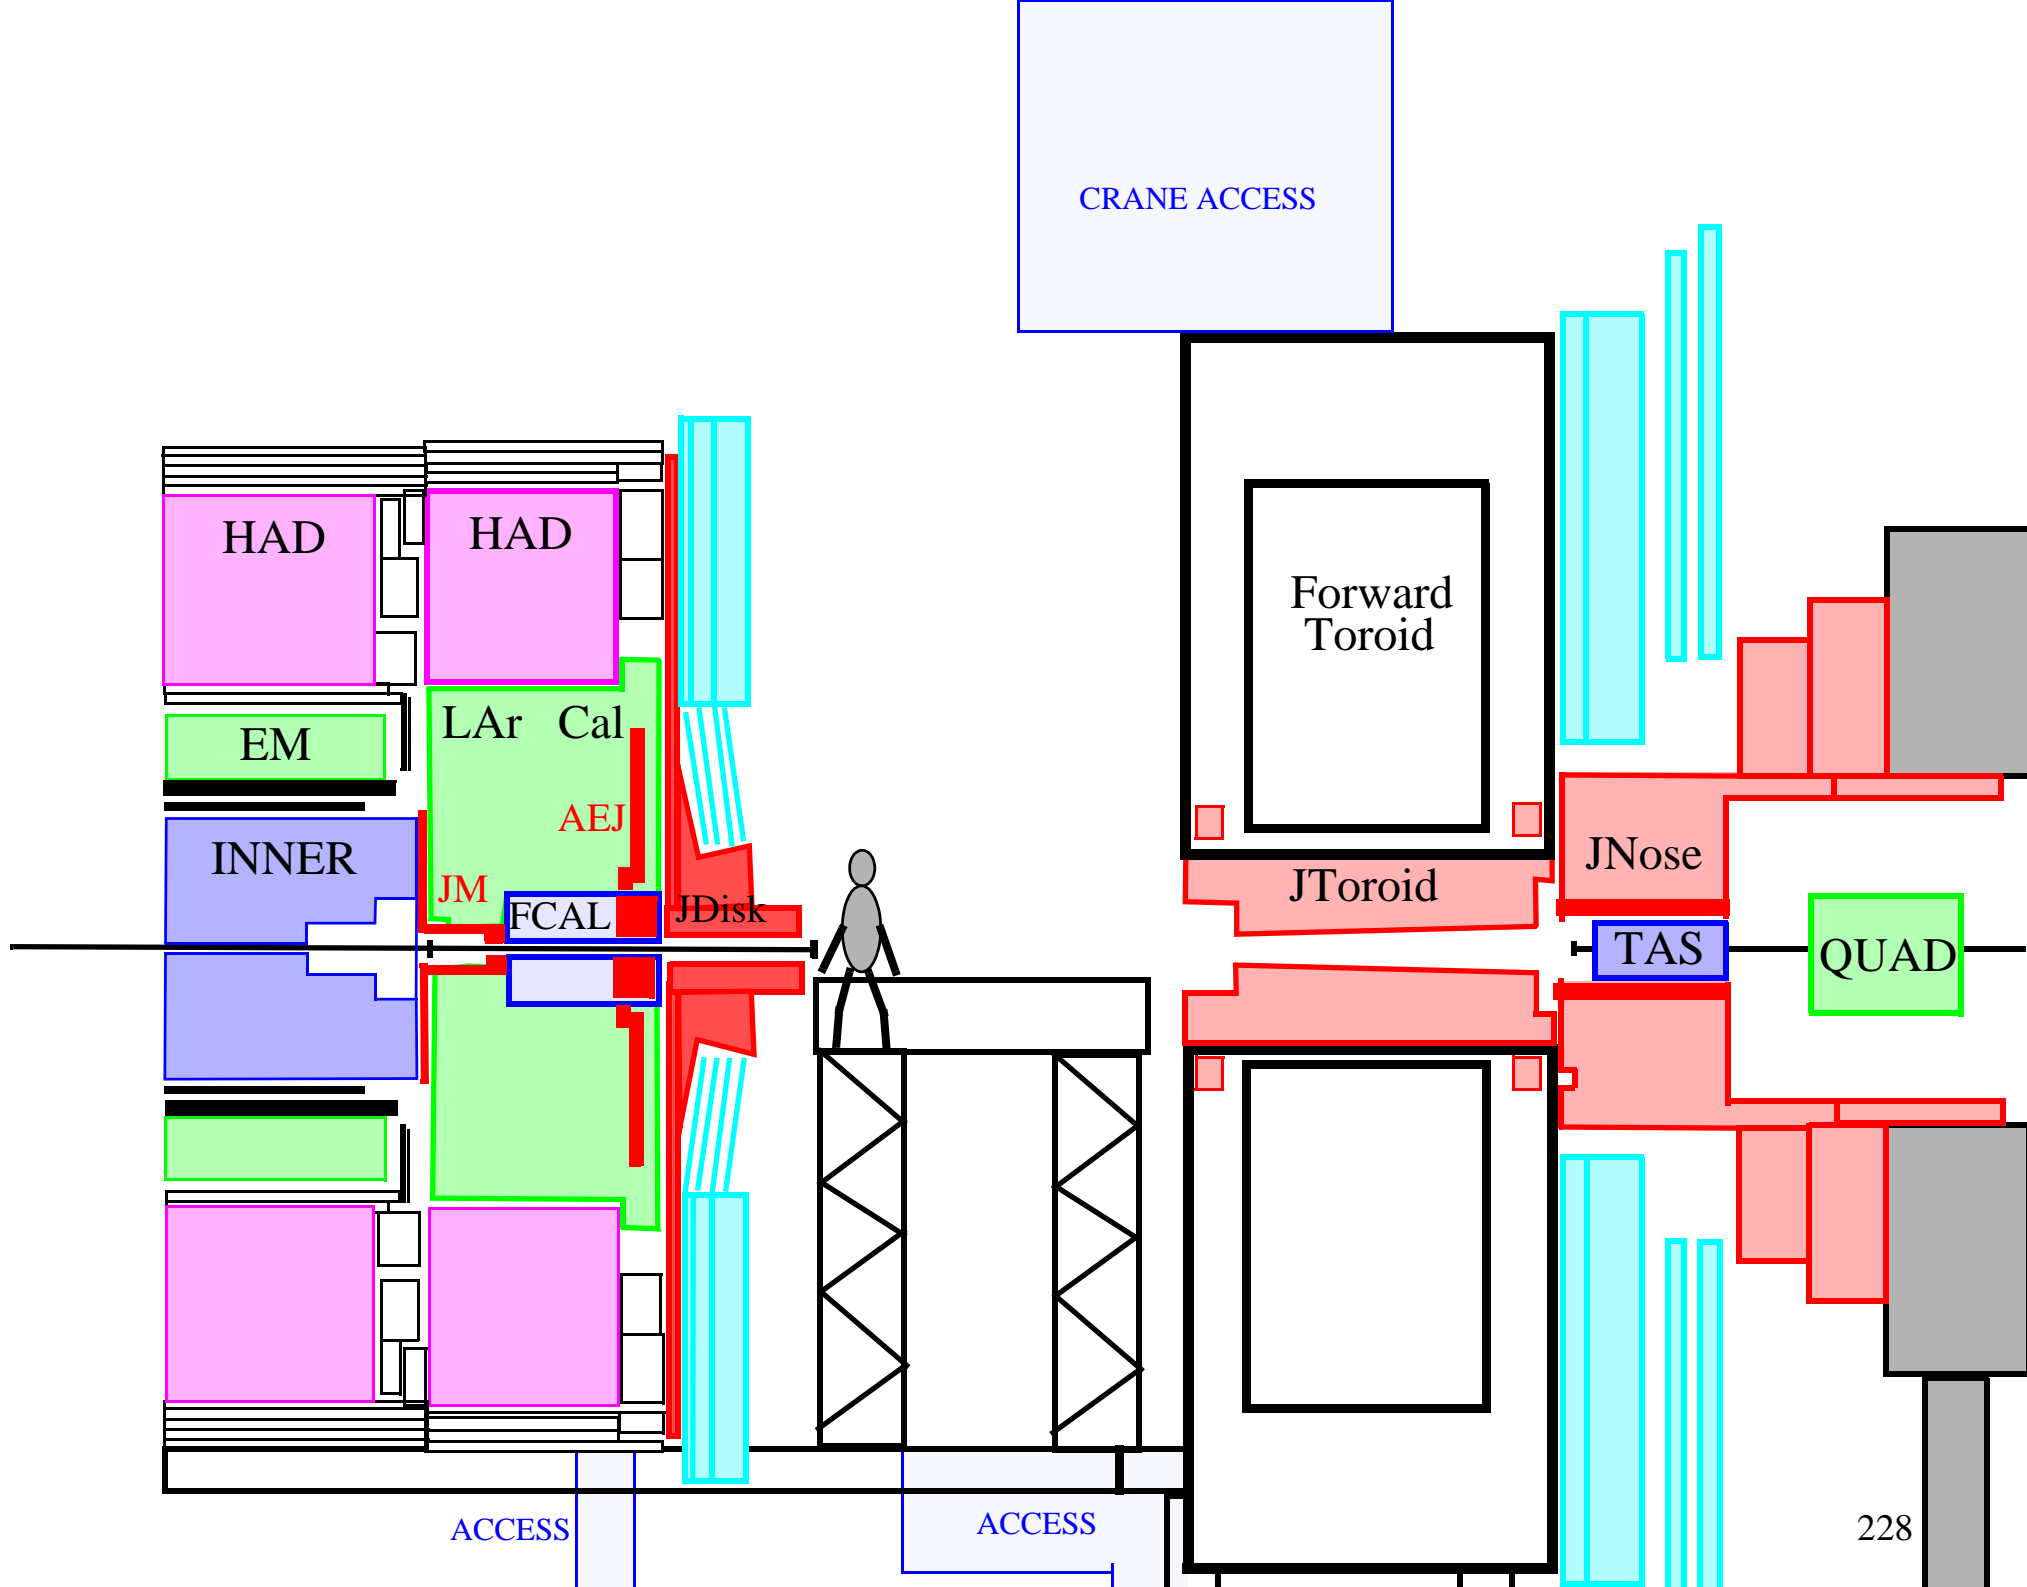 CRANE ACCESS
HAD
HAD
Forward
Toroid
LAr Cal
EM
AEJ
INNER
JM
FCAL
JDisk
JToroid
JNose
TAS
QUAD
ACCESS
ACCESS
228